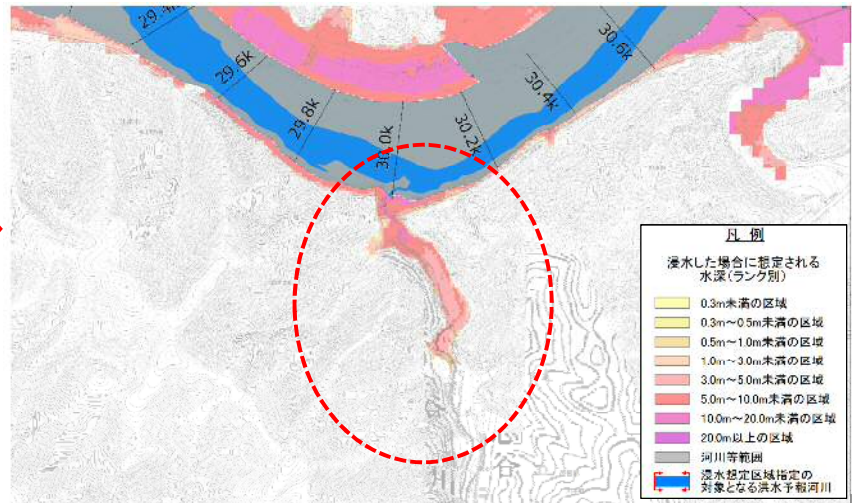 29.4k
29.6k
29.8k
30.0k
30.2k
30.4k
30.6k
凡 例
浸水した場合に想定される
水深(ランク別)
0.3m未満の区域
0.3m～0.5m未満の区域
0.5m～1.0m未満の区域
1.0m～3.0m未満の区域
3.0m～5.0m未満の区域
5.0m～10.0m未満の区域
10.0m～20.0m未満の区域
20.0m以上の区域
河川等範囲
浸水想定区域指定の
対象となる洪水予報河川
谷
川